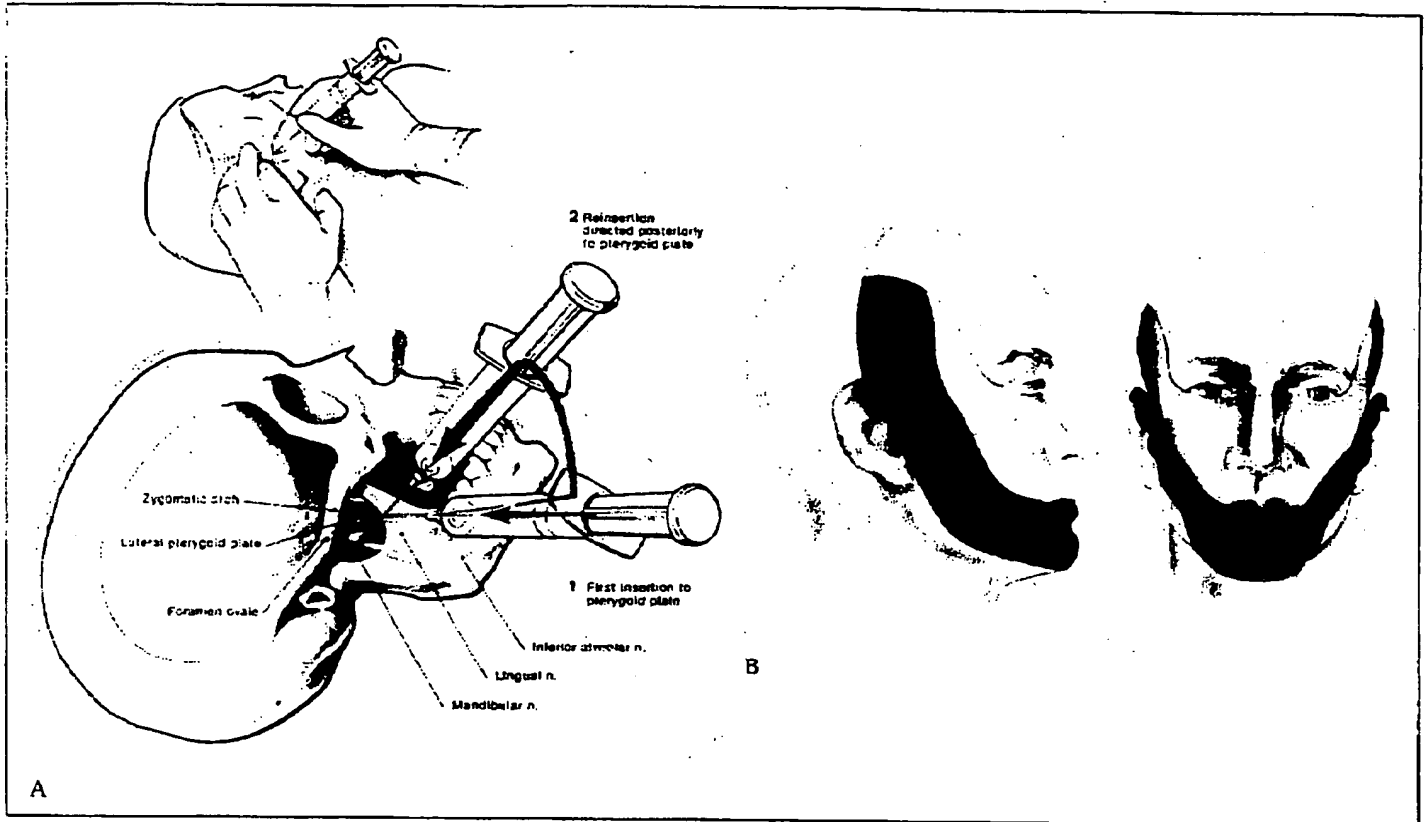 2 Reinsertion
directed posteriorly
to pterygoid plate
Zygomatic arch
Lateral pterygoid plate
Foramen ovale
1 First insertion to
pterygoid plate
Inferior alveolar n.
Lingual n.
Mandibular n.
A
B